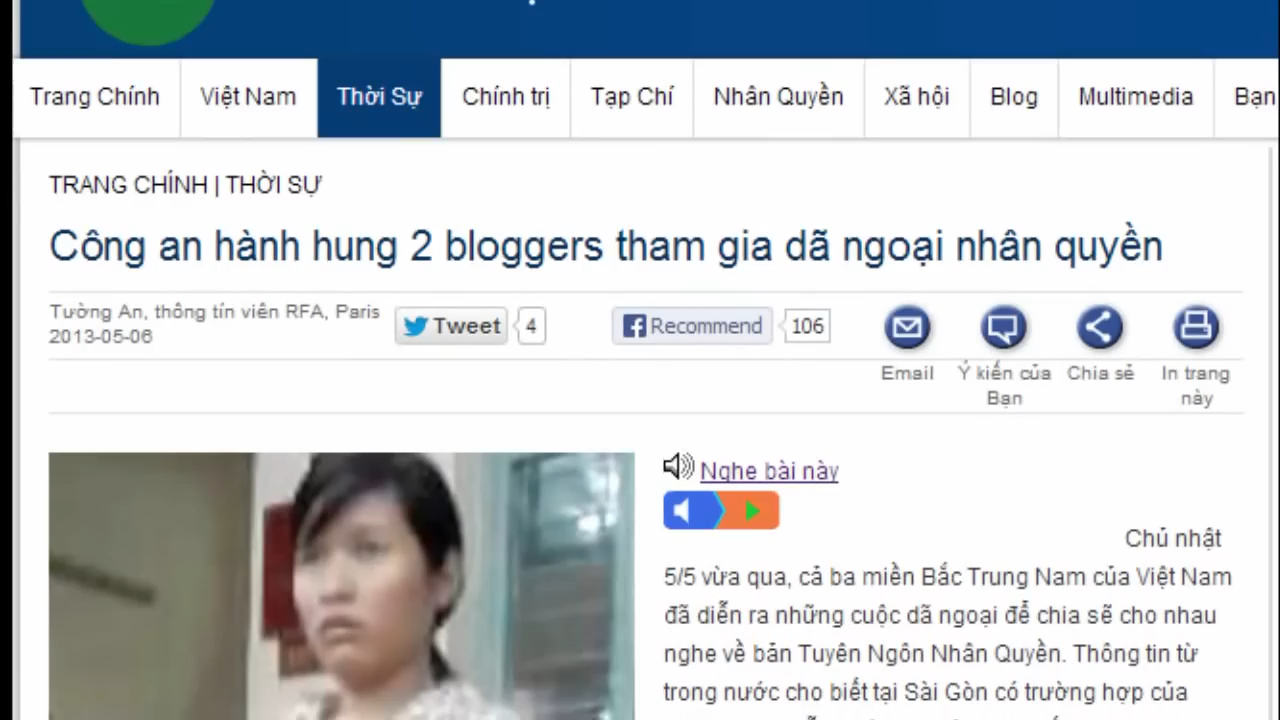 Trang Chính Việt Nam Thời Sự Chính trị Tạp Chí Nhân Quyền Xã hội Blog Multimedia Bạn
TRANG CHÍNH | THỜI SỰ
Công an hành hung 2 bloggers tham gia dã ngoại nhân quyền
Tường An, thông tín viên RFA, Paris
2013-05-06
Tweet 4
Recommend 106
Email
Ý kiến của
Bạn
Chia sẻ
In trang
này
Nghe bài này
Chủ nhật
5/5 vừa qua, cả ba miền Bắc Trung Nam của Việt Nam
đã diễn ra những cuộc dã ngoại để chia sẽ cho nhau
nghe về bản Tuyên Ngôn Nhân Quyền. Thông tin từ
trong nước cho biết tại Sài Gòn có trường hợp của